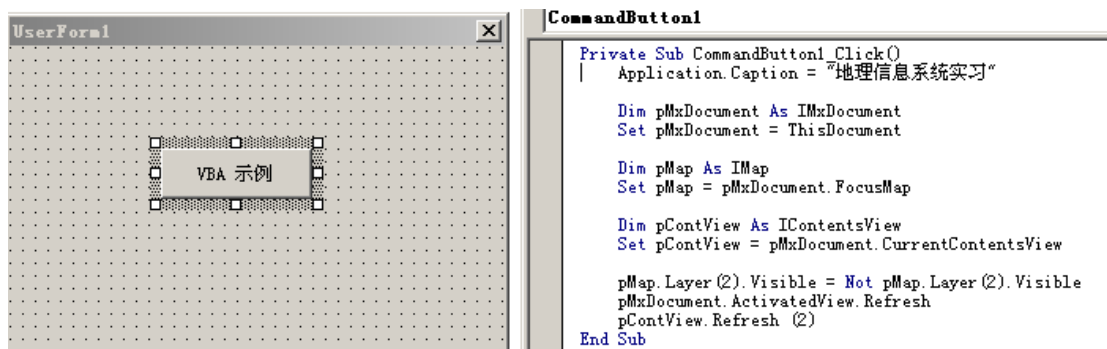 UserForm1
VBA 示例
CommandButton1
Private Sub CommandButton1_Click()
Application.Caption = "地理信息系统实习"
Dim pMxDocument As IMxDocument
Set pMxDocument = ThisDocument
Dim pMap As IMap
Set pMap = pMxDocument.FocusMap
Dim pContView As IContentsView
Set pContView = pMxDocument.CurrentContentsView
pMap.Layer(2).Visible = Not pMap.Layer(2).Visible
pMxDocument.ActivatedView.Refresh
pContView.Refresh (2)
End Sub